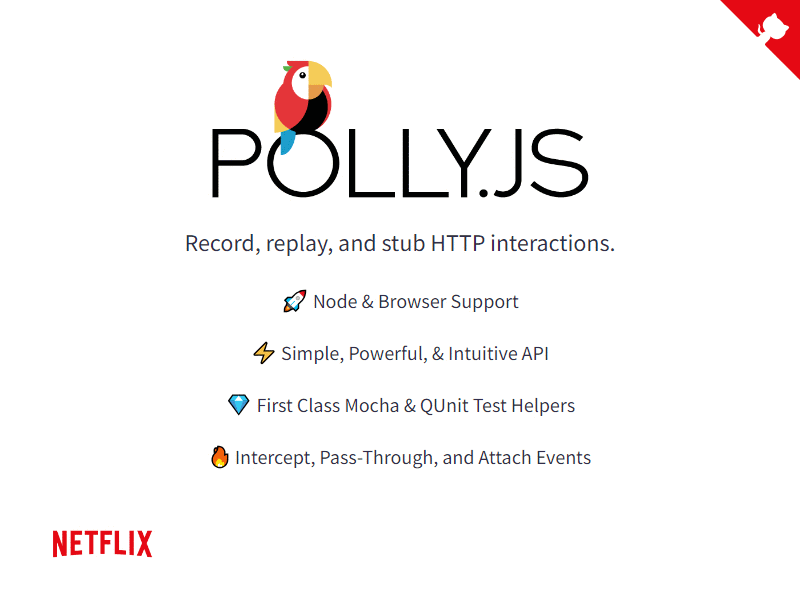 POLLY.JS
Record, replay, and stub HTTP interactions.
Node & Browser Support
Simple, Powerful, & Intuitive API
First Class Mocha & QUnit Test Helpers
Intercept, Pass-Through, and Attach Events
NETFLIX